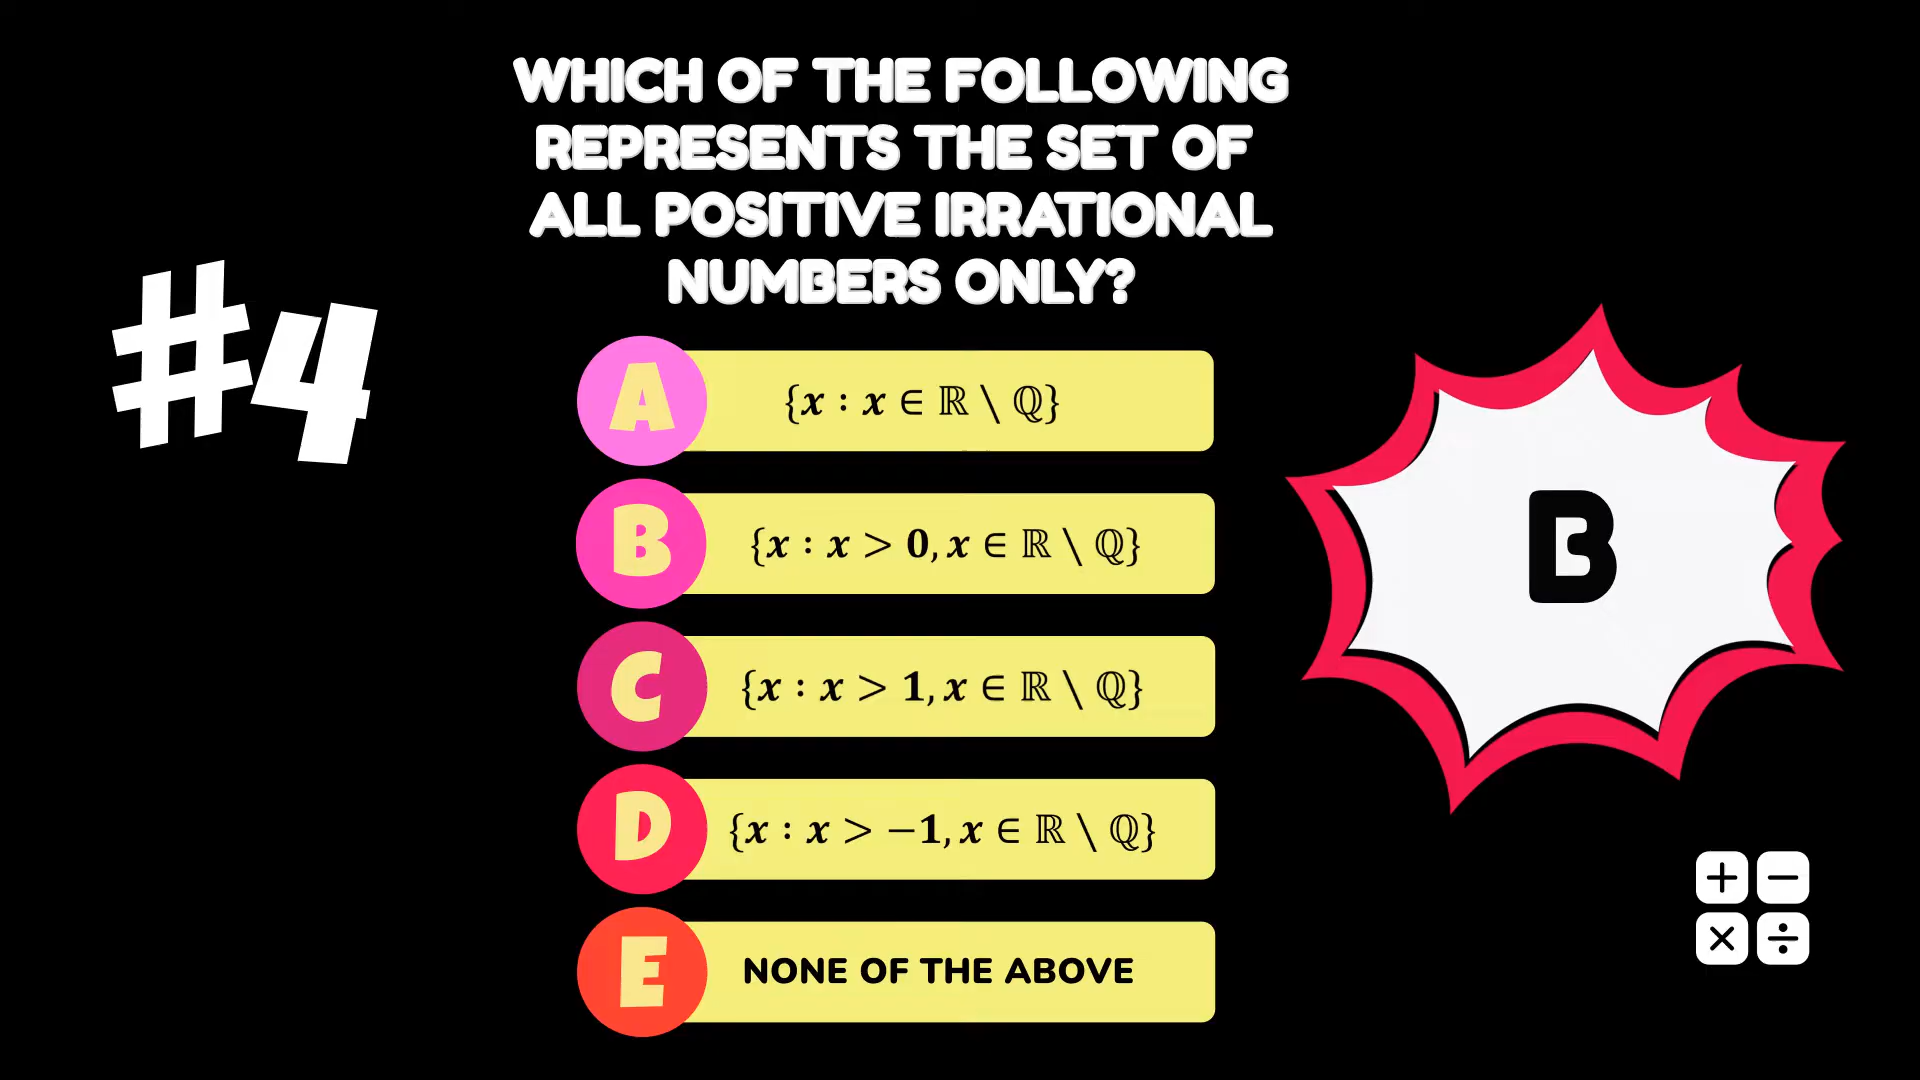 WHICH OF THE FOLLOWING
REPRESENTS THE SET OF
ALL POSITIVE IRRATIONAL
NUMBERS ONLY?
#4
A {x : x ∈ ℝ \ ℚ}
B {x : x > 0, x ∈ ℝ \ ℚ}
C {x : x > 1, x ∈ ℝ \ ℚ}
D {x : x > −1, x ∈ ℝ \ ℚ}
E NONE OF THE ABOVE
B
+ −
× ÷